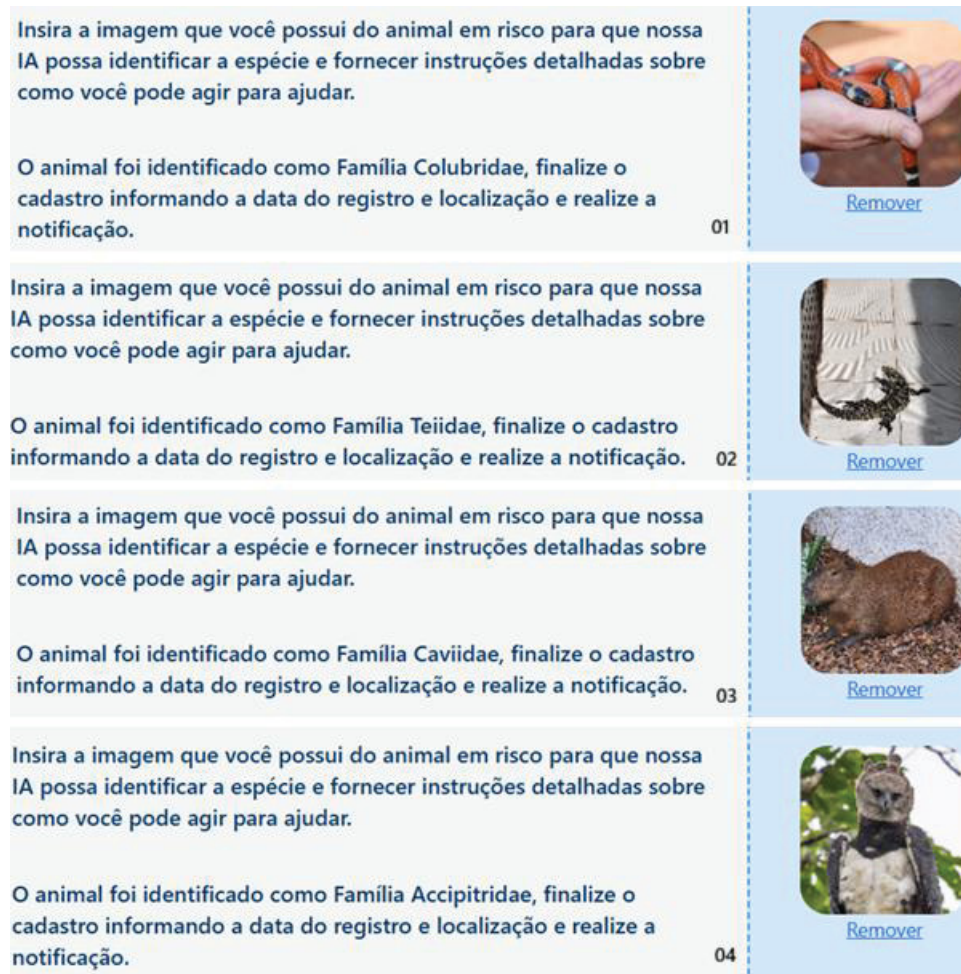 Insira a imagem que você possui do animal em risco para que nossa
IA possa identificar a espécie e fornecer instruções detalhadas sobre
como você pode agir para ajudar.
O animal foi identificado como Família Colubridae, finalize o
cadastro informando a data do registro e localização e realize a
notificação.
01
Remover
Insira a imagem que você possui do animal em risco para que nossa
IA possa identificar a espécie e fornecer instruções detalhadas sobre
como você pode agir para ajudar.
O animal foi identificado como Família Teiidae, finalize o cadastro
informando a data do registro e localização e realize a notificação.
02
Remover
Insira a imagem que você possui do animal em risco para que nossa
IA possa identificar a espécie e fornecer instruções detalhadas sobre
como você pode agir para ajudar.
O animal foi identificado como Família Caviidae, finalize o cadastro
informando a data do registro e localização e realize a notificação.
03
Remover
Insira a imagem que você possui do animal em risco para que nossa
IA possa identificar a espécie e fornecer instruções detalhadas sobre
como você pode agir para ajudar.
O animal foi identificado como Família Accipitridae, finalize o
cadastro informando a data do registro e localização e realize a
notificação.
04
Remover